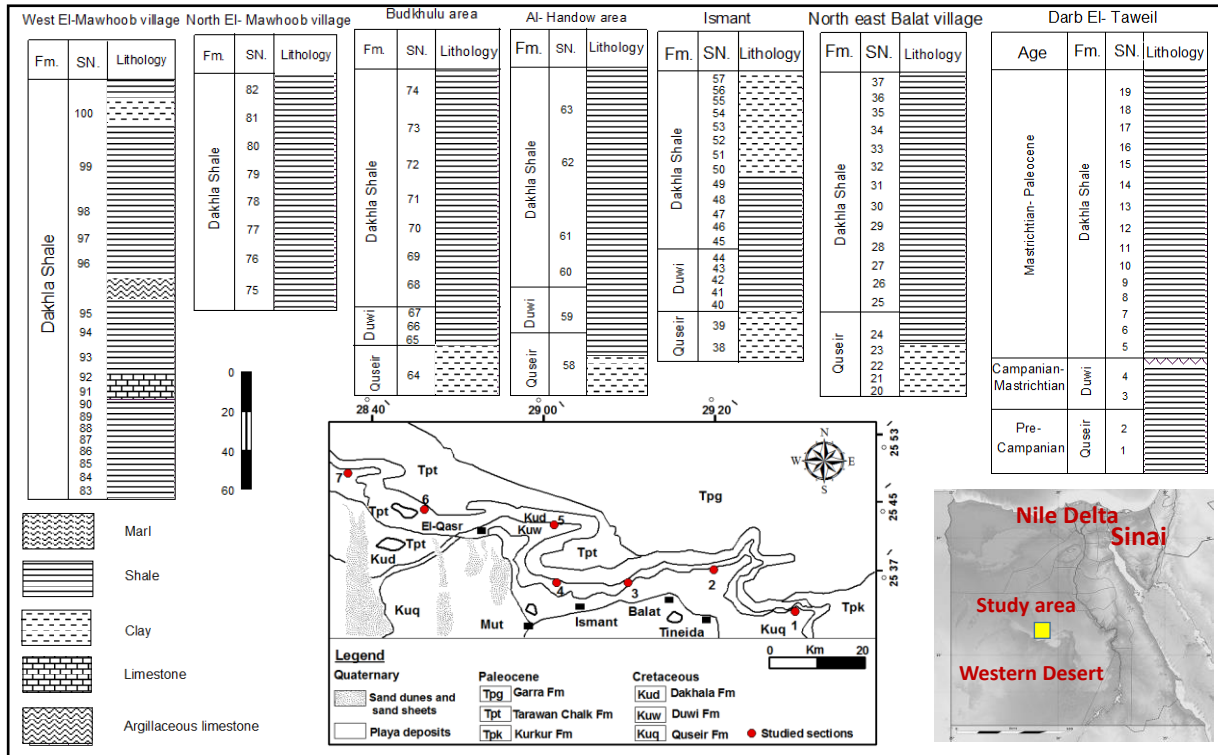 West El-Mawhoob village
Fm. SN. Lithology
Dakhla Shale
100
99
98
97
96
95
94
93
92
91
90
89
88
87
86
85
84
83
North El- Mawhoob village
Fm. SN. Lithology
Dakhla Shale
82
81
80
79
78
77
76
75
Budkhulu area
Fm. SN. Lithology
Dakhla Shale
74
73
72
71
70
69
68
Duwi
67
66
65
Quseir
64
Al- Handow area
Fm. SN. Lithology
Dakhla Shale
63
62
61
60
Duwi
59
Quseir
58
Ismant
Fm. SN. Lithology
Dakhla Shale
57
56
55
54
53
52
51
50
49
48
47
46
45
Duwi
44
43
42
41
40
Quseir
39
38
North east Balat village
Fm. SN. Lithology
Dakhla Shale
37
36
35
34
33
32
31
30
29
28
27
26
25
Quseir
24
23
22
21
20
Darb El- Taweil
Age Fm. SN. Lithology
Mastrichtian- Paleocene
Dakhla Shale
19
18
17
16
15
14
13
12
11
10
9
8
7
6
5
Campanian-
Mastrichtian
Duwi
4
3
Pre-
Campanian
Quseir
2
1
0
20
40
60
Marl
Shale
Clay
Limestone
Argillaceous limestone
28 40
29 00
29 20
25 53
25 45
25 37
N
W E
S
7
Tpt
Tpg
6
Tpt
El-Qasr
Kud
5
Kuw
Tpt
Kud
Tpt
2
4
3
Kuq
Balat
Tpk
Ismant
1
Mut
Tineida
Kuq
Km
0 20
Legend
Quaternary
Sand dunes and
sand sheets
Playa deposits
Paleocene
Tpg Garra Fm
Tpt Tarawan Chalk Fm
Tpk Kurkur Fm
Cretaceous
Kud Dakhala Fm
Kuw Duwi Fm
Kuq Quseir Fm
Studied sections
Nile Delta
Sinai
Study area
Western Desert